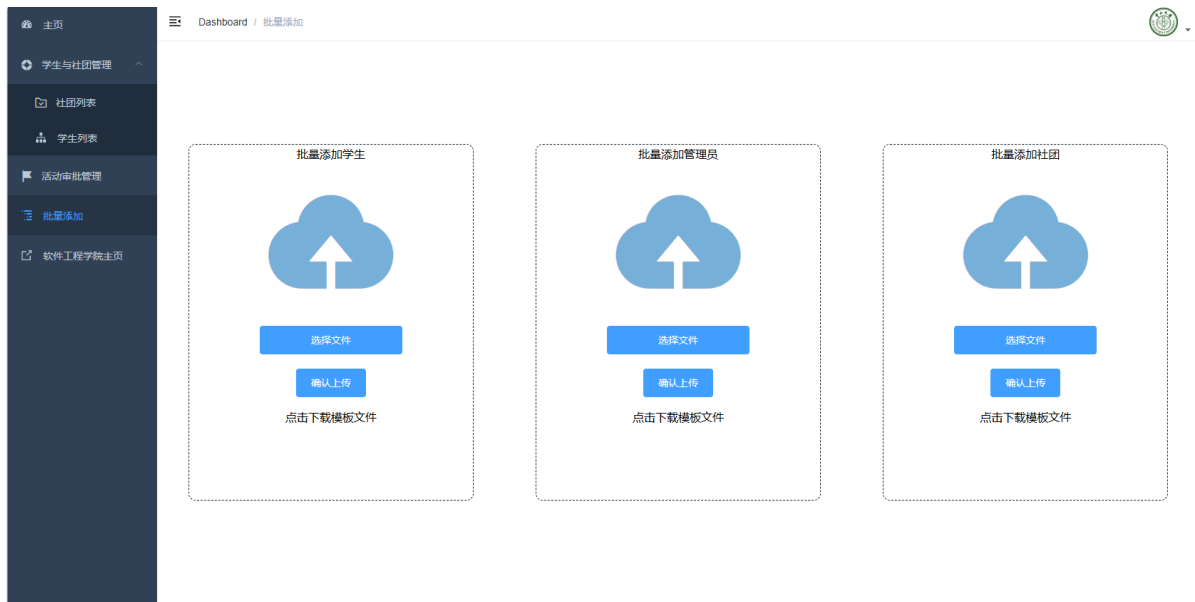 主页
Dashboard / 批量添加
学生与社团管理
社团列表
学生列表
活动审批管理
批量添加
软件工程学院主页
批量添加学生
选择文件
确认上传
点击下载模板文件
批量添加管理员
选择文件
确认上传
点击下载模板文件
批量添加社团
选择文件
确认上传
点击下载模板文件